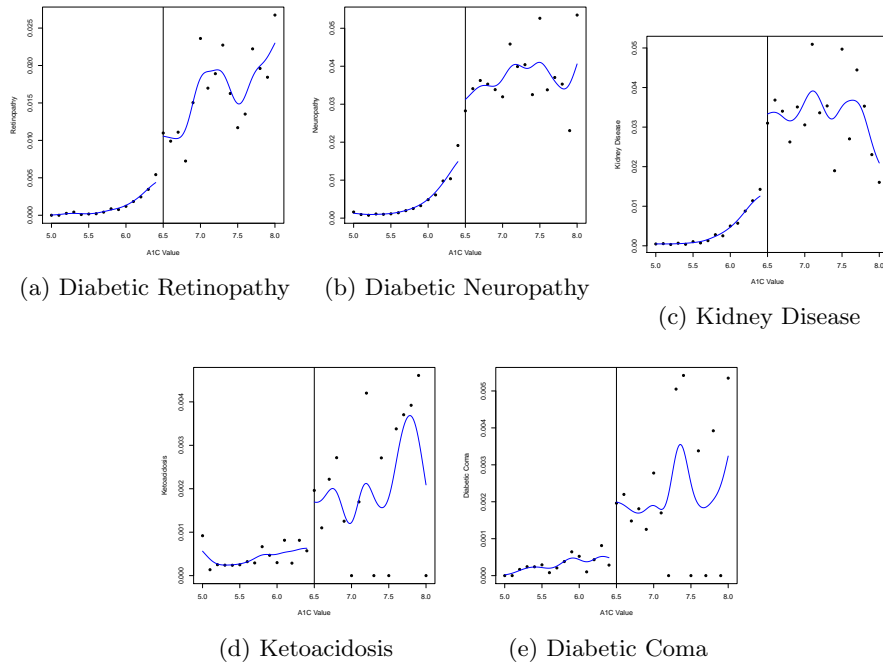 0.000 0.005 0.010 0.015 0.020 0.025
Retinopathy
5.0 5.5 6.0 6.5 7.0 7.5 8.0
A1C Value
(a) Diabetic Retinopathy
0.00 0.01 0.02 0.03 0.04 0.05
Neuropathy
5.0 5.5 6.0 6.5 7.0 7.5 8.0
A1C Value
(b) Diabetic Neuropathy
0.00 0.01 0.02 0.03 0.04 0.05
Kidney Disease
5.0 5.5 6.0 6.5 7.0 7.5 8.0
A1C Value
(c) Kidney Disease
0.000 0.001 0.002 0.003 0.004
Ketoacidosis
5.0 5.5 6.0 6.5 7.0 7.5 8.0
A1C Value
(d) Ketoacidosis
0.000 0.001 0.002 0.003 0.004 0.005
Diabetic Coma
5.0 5.5 6.0 6.5 7.0 7.5 8.0
A1C Value
(e) Diabetic Coma